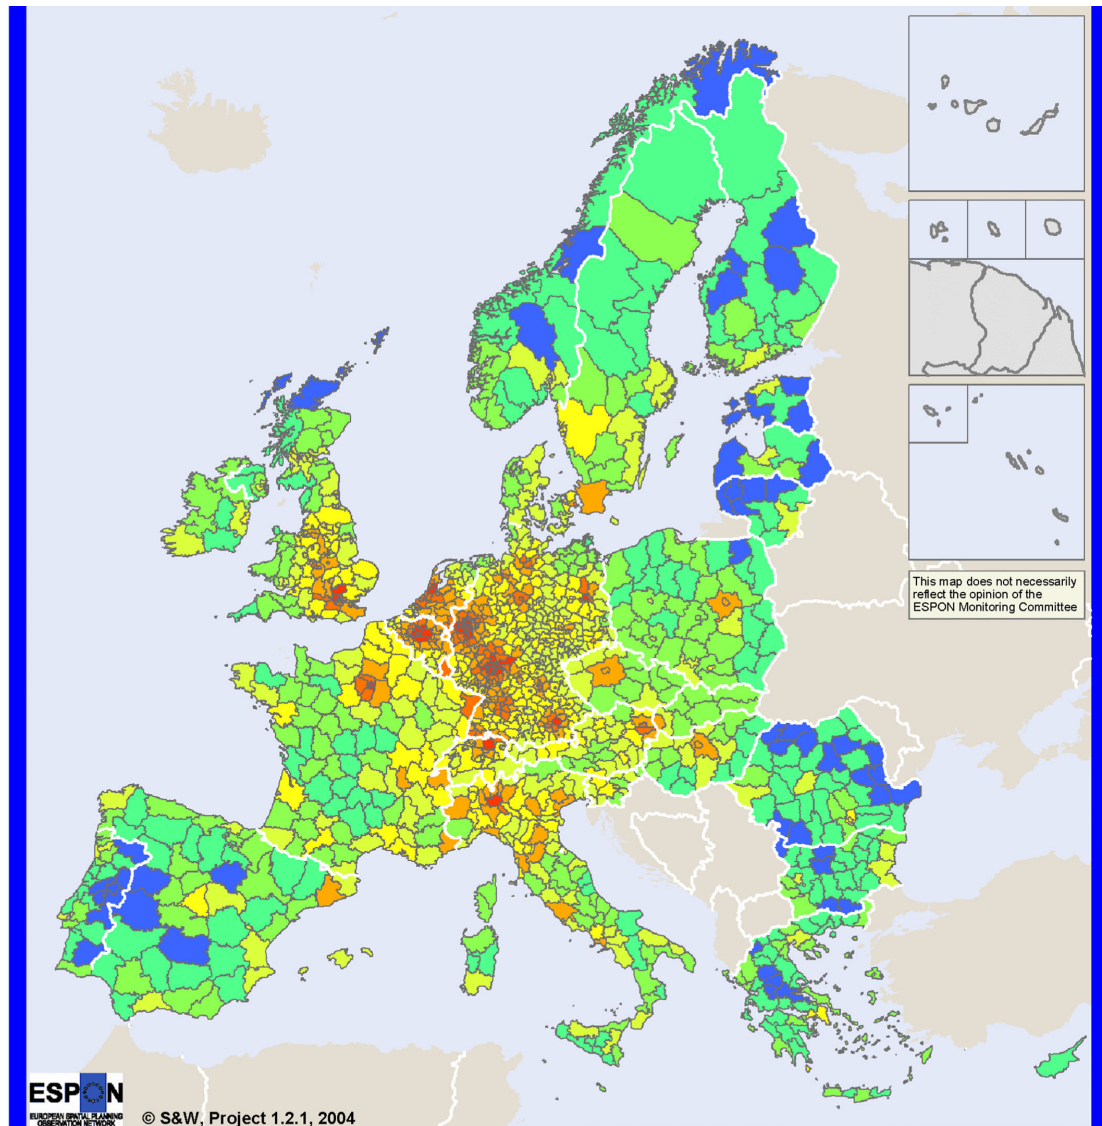 This map does not necessarily
reflect the opinion of the
ESPON Monitoring Committee
ESPON
EUROPEAN SPATIAL PLANNING
OBSERVATION NETWORK
© S&W, Project 1.2.1, 2004